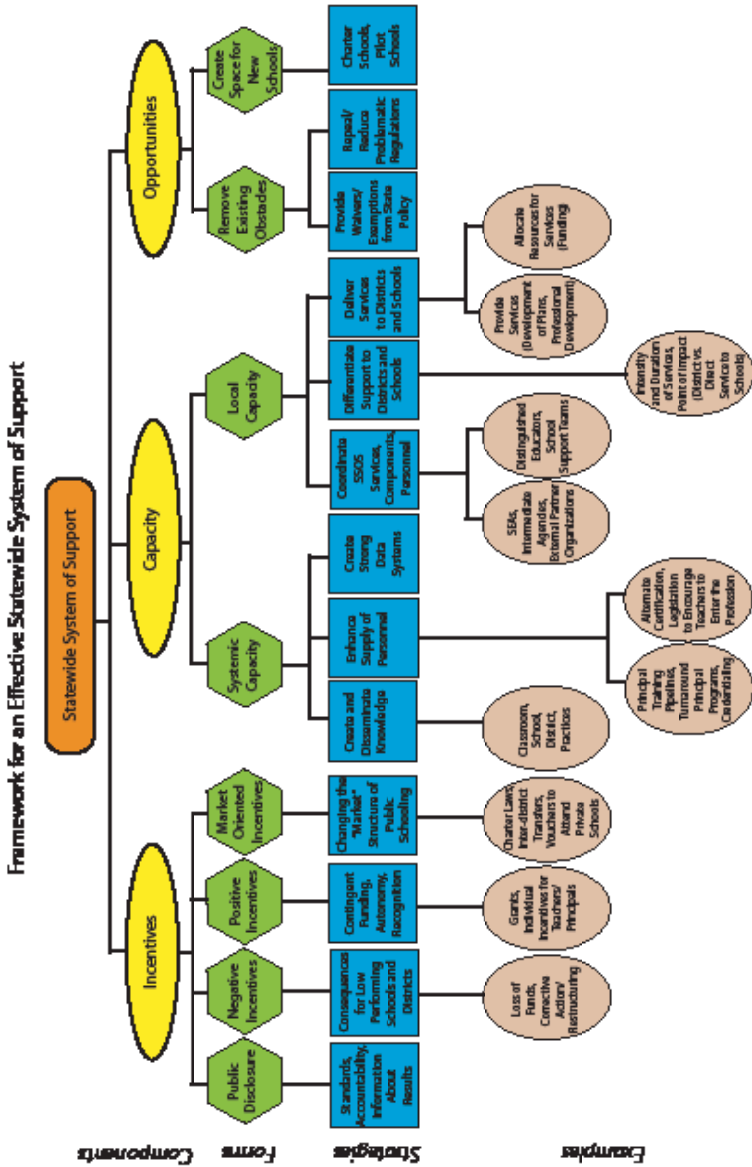 Framework for an Effective Statewide System of Support
Statewide System of Support
Components
Incentives
Capacity
Opportunities
Forms
Public
Disclosure
Negative
Incentives
Positive
Incentives
Market
Oriented
Incentives
Systemic
Capacity
Local
Capacity
Remove
Existing
Obstacles
Create
Space for
New
Schools
Strategies
Standards,
Accountability,
Information
About
Results
Consequences
for Low
Performing
Schools and
Districts
Contingent
Funding,
Autonomy,
Recognition
Changing the
"Market"
Structure of
Public
Schooling
Create and
Disseminate
Knowledge
Enhance
Supply of
Personnel
Create
Strong
Data
Systems
Coordinate
SSOS
Services,
Components,
Personnel
Differentiate
Support to
Districts and
Schools
Deliver
Services
to Districts
and Schools
Provide
Waivers/
Exemptions
from State
Policy
Repeal/
Reduce
Problematic
Regulations
Charter
Schools, Pilot
Schools
Examples
Loss of
Funds,
Corrective
Action/
Restructuring
Grants,
Individual
Incentives for
Teachers/
Principals
Charter Laws,
Inter-district
Transfers,
Vouchers to
Attend
Private
Schools
Classroom,
School,
District,
Practices
Principal
Training
Pipelines,
Turnaround
Principal
Programs,
Credentialing
Alternate
Certification,
Legislation
to Encourage
Teachers to
Enter the
Profession
SEAs,
Intermediate
Agencies,
External Partner
Organizations
Distinguished
Educators,
School
Support Teams
Intensity
and Duration
of Services,
Point of Impact
(District vs.
Direct
Service to
Schools)
Provide
Services
(Development
of Plans,
Professional
Development)
Allocate
Resources for
Services
(Funding)